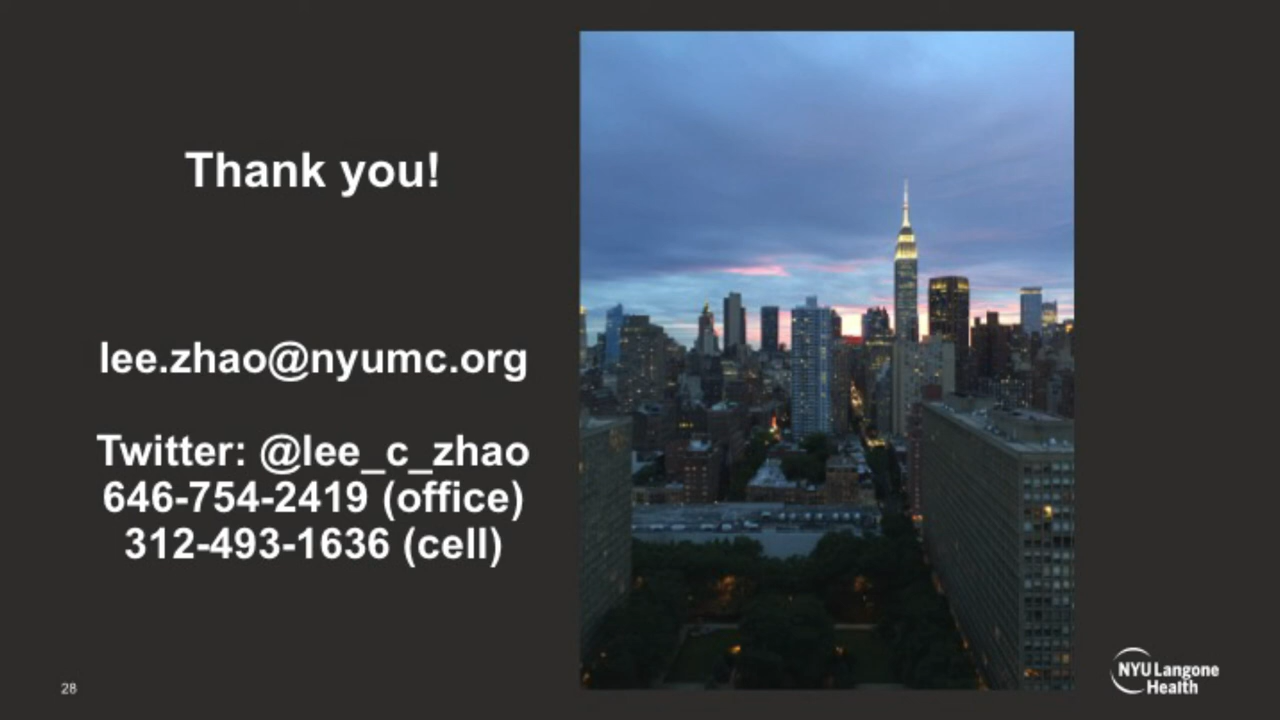 Thank you!
lee.zhao@nyumc.org
Twitter: @lee_c_zhao
646-754-2419 (office)
312-493-1636 (cell)
28
NYU Langone
Health